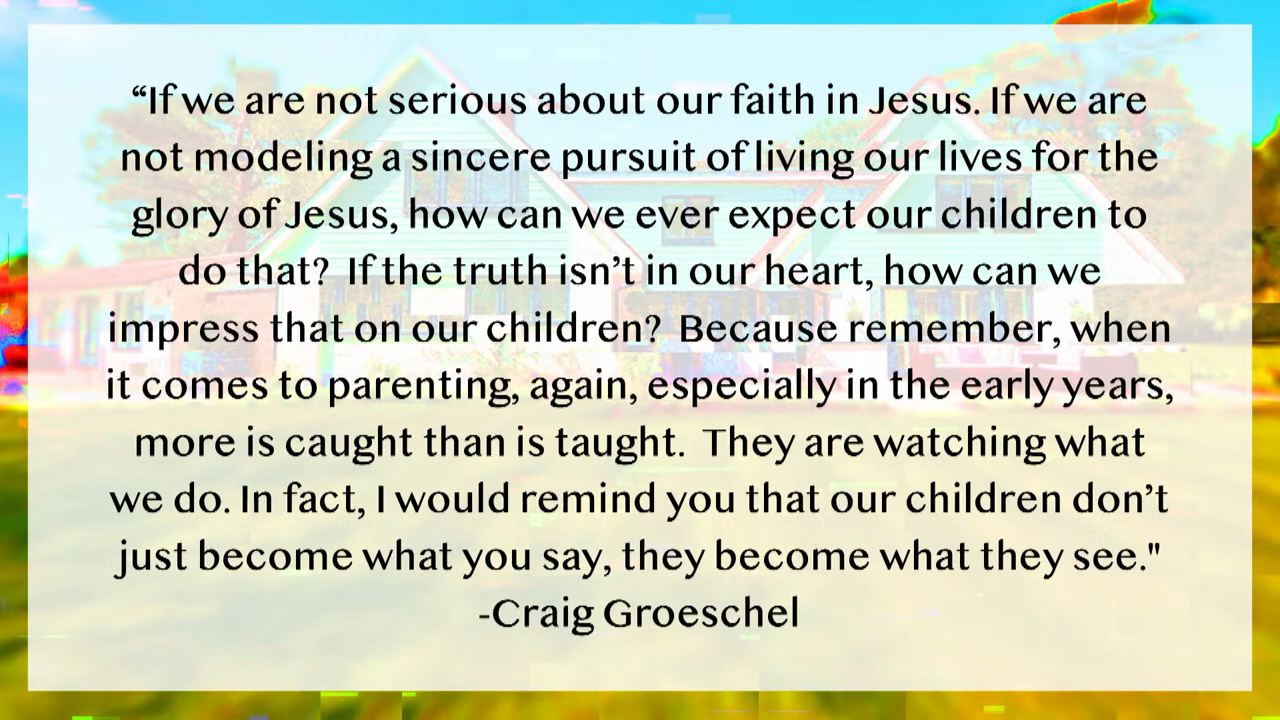 “If we are not serious about our faith in Jesus. If we are
not modeling a sincere pursuit of living our lives for the
glory of Jesus, how can we ever expect our children to
do that?  If the truth isn’t in our heart, how can we
impress that on our children?  Because remember, when
it comes to parenting, again, especially in the early years,
more is caught than is taught.  They are watching what
we do. In fact, I would remind you that our children don’t
just become what you say, they become what they see."
-Craig Groeschel